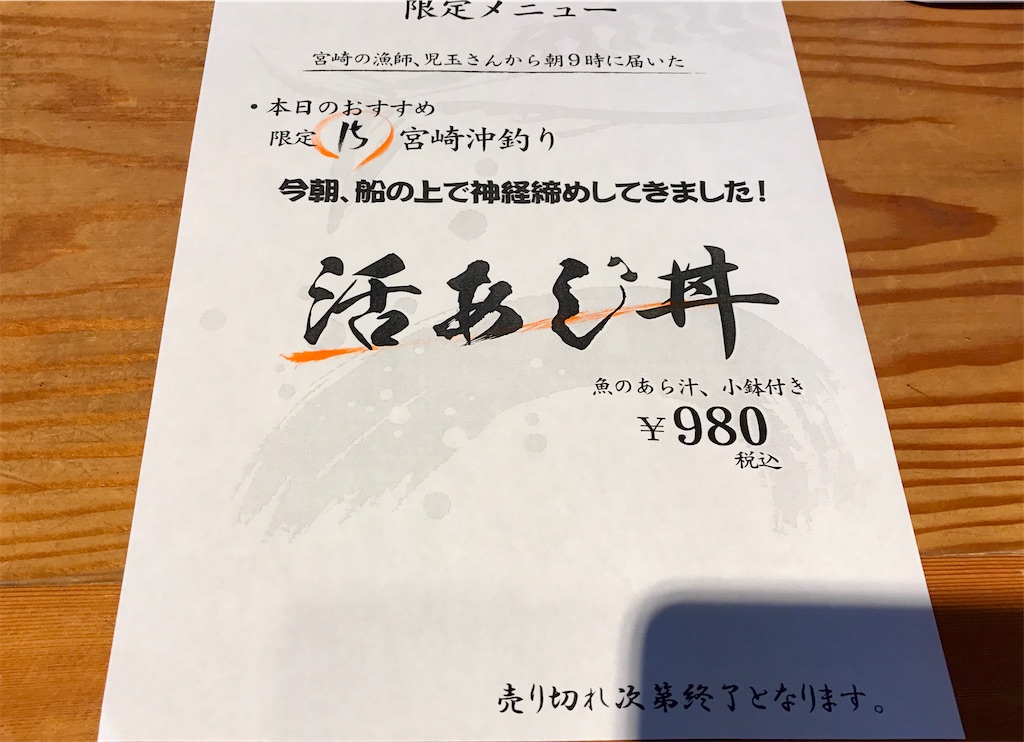 限定メニュー
宮崎の漁師、児玉さんから朝9時に届いた
・本日のおすすめ
限定 15 宮崎沖釣り
今朝、船の上で神経締めしてきました!
活あじ丼
魚のあら汁、小鉢付き
¥980
税込
売り切れ次第終了となります。